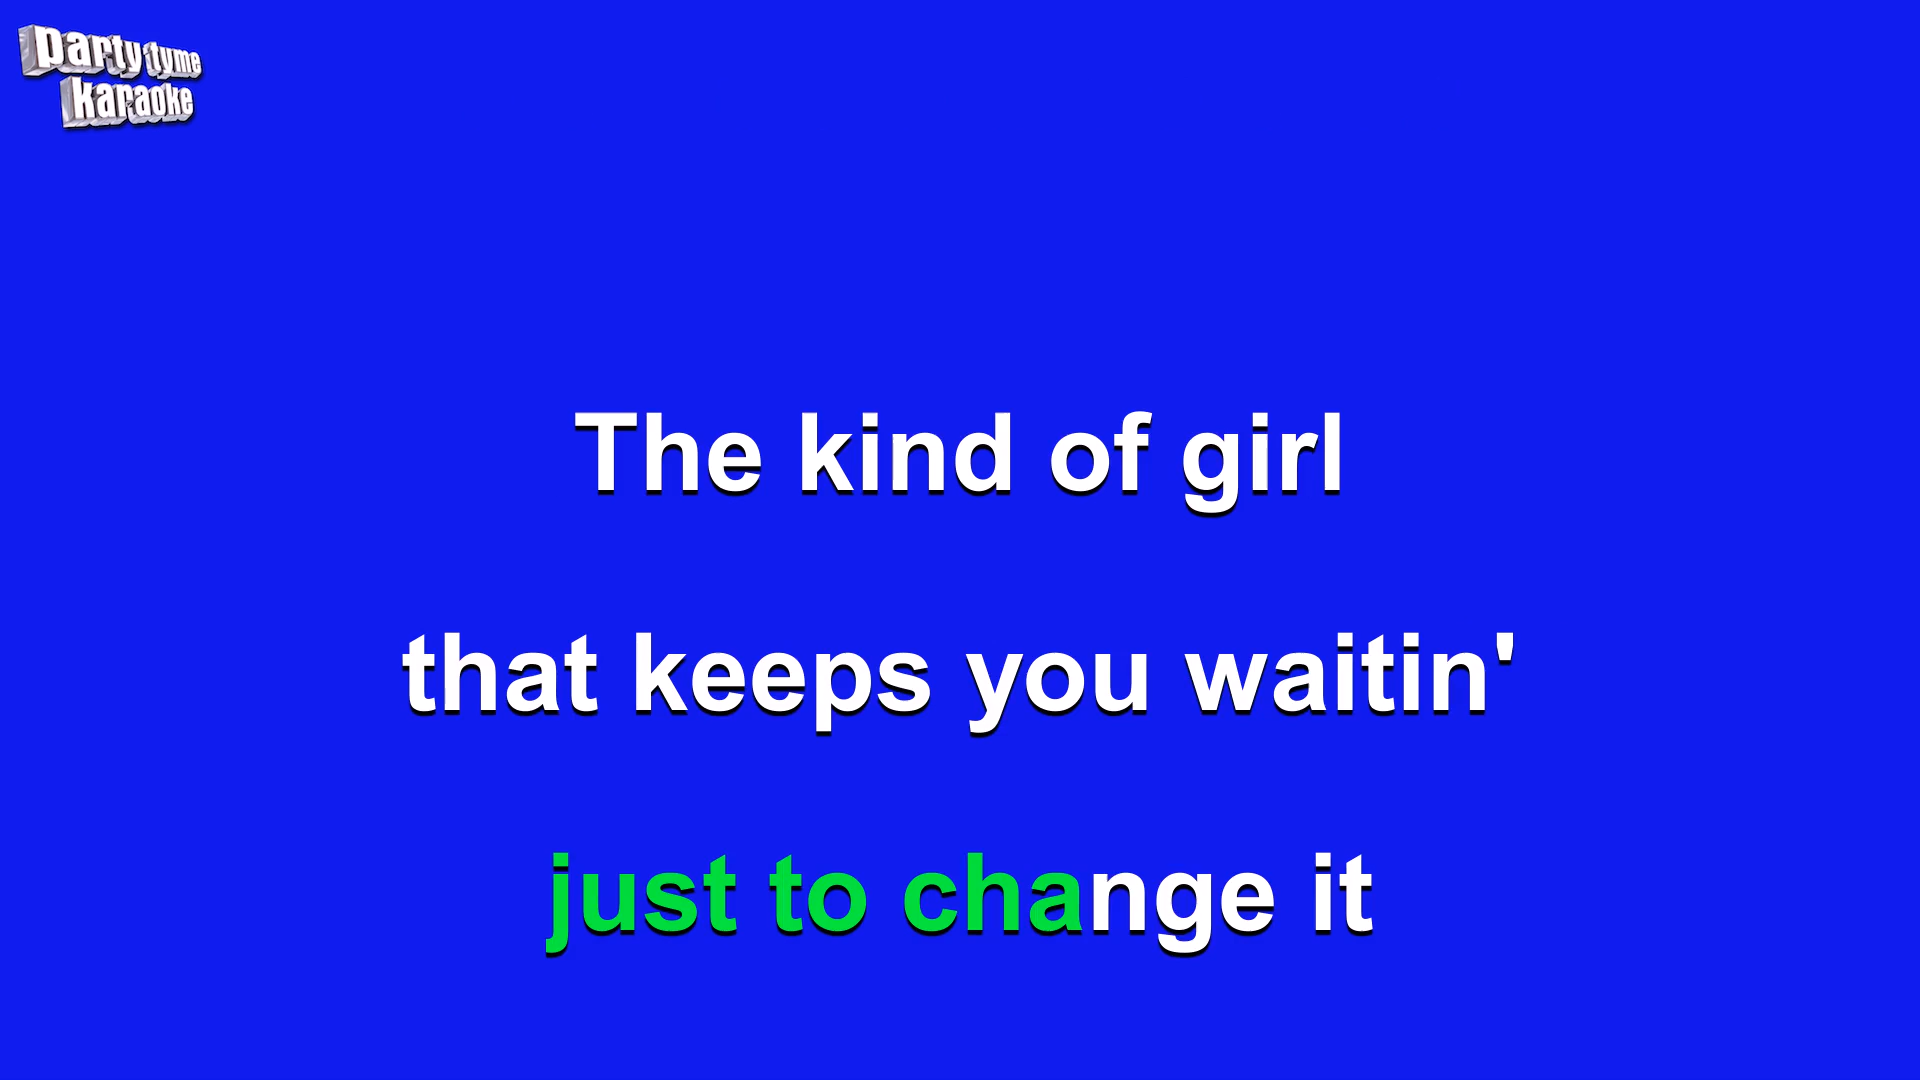 party tyme
karaoke
The kind of girl
that keeps you waitin'
just to change it